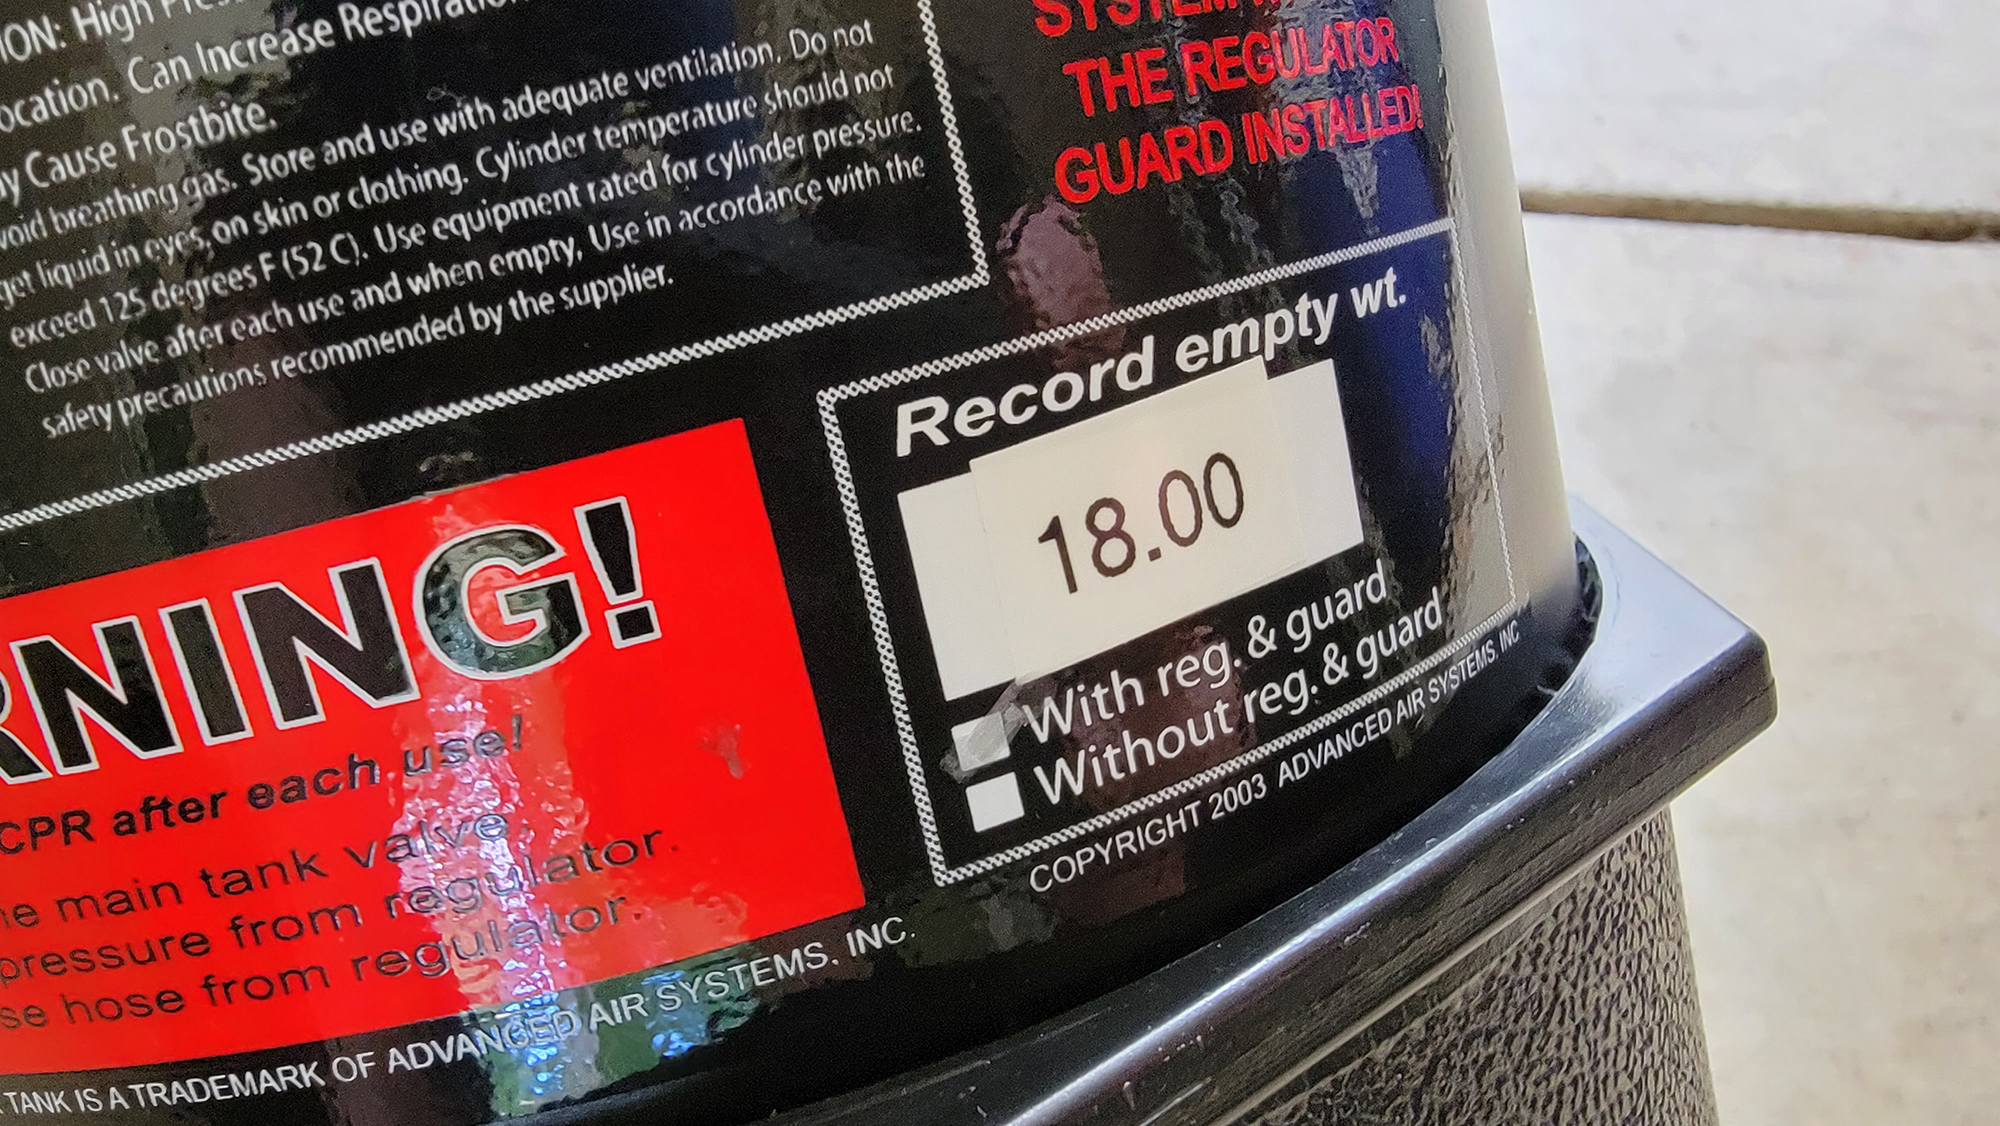 ION: High Pres
ocation. Can Increase Respiratio
ay Cause Frostbite.
void breathing gas. Store and use with adequate ventilation. Do not
get liquid in eyes, on skin or clothing. Cylinder temperature should not
exceed 125 degrees F (52 C). Use equipment rated for cylinder pressure.
Close valve after each use and when empty, Use in accordance with the
safety precautions recommended by the supplier.
SYSTEM
THE REGULATOR
GUARD INSTALLED!
Record empty wt.
18.00
With reg. & guard
Without reg. & guard
COPYRIGHT 2003 ADVANCED AIR SYSTEMS, INC
RNING!
CPR after each use!
he main tank valve.
pressure from regulator.
se hose from regulator.
TANK IS A TRADEMARK OF ADVANCED AIR SYSTEMS, INC.